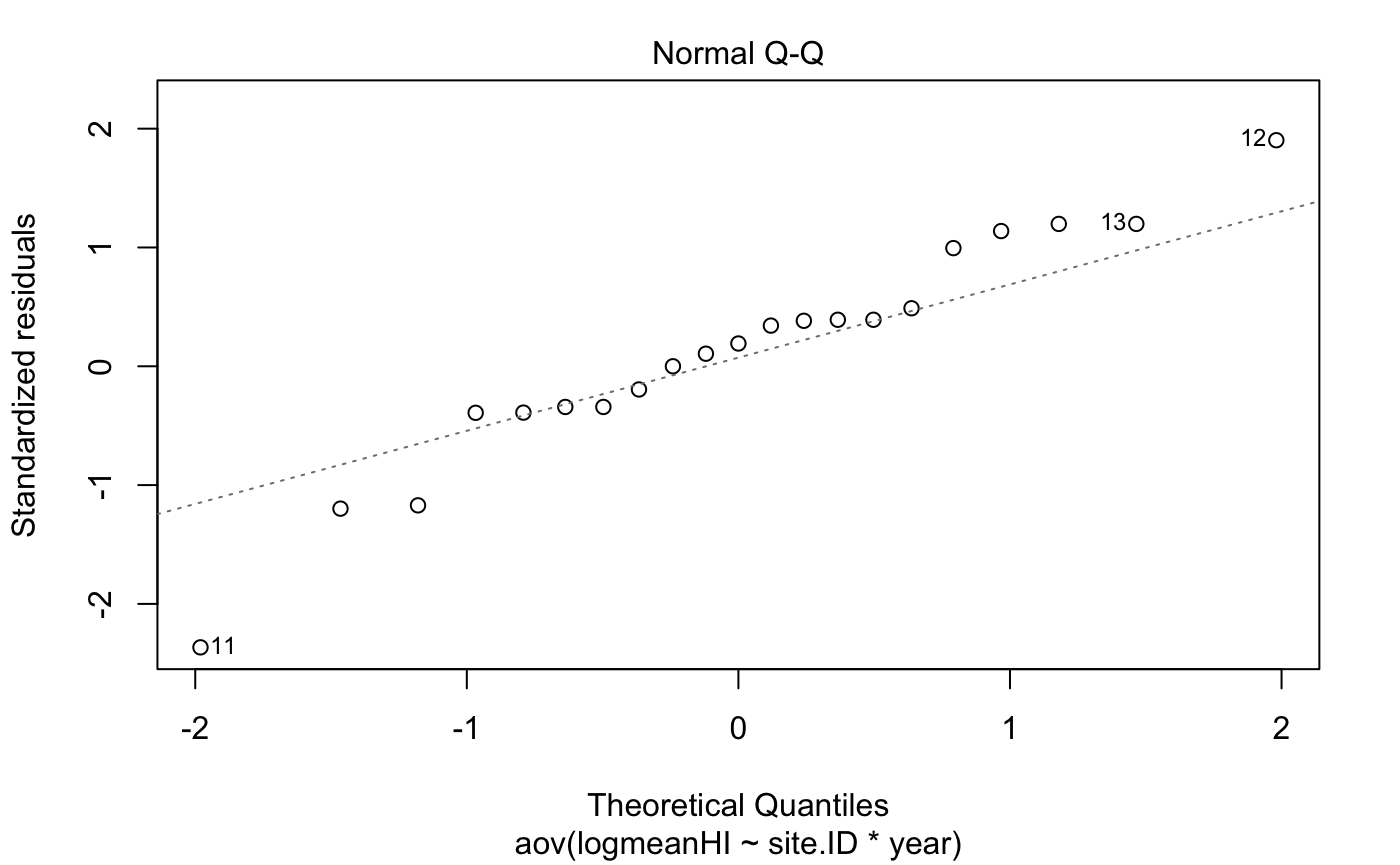 Normal Q-Q
Standardized residuals
2
1
0
-1
-2
12
13
11
-2 -1 0 1 2
Theoretical Quantiles
aov(logmeanHI ~ site.ID * year)